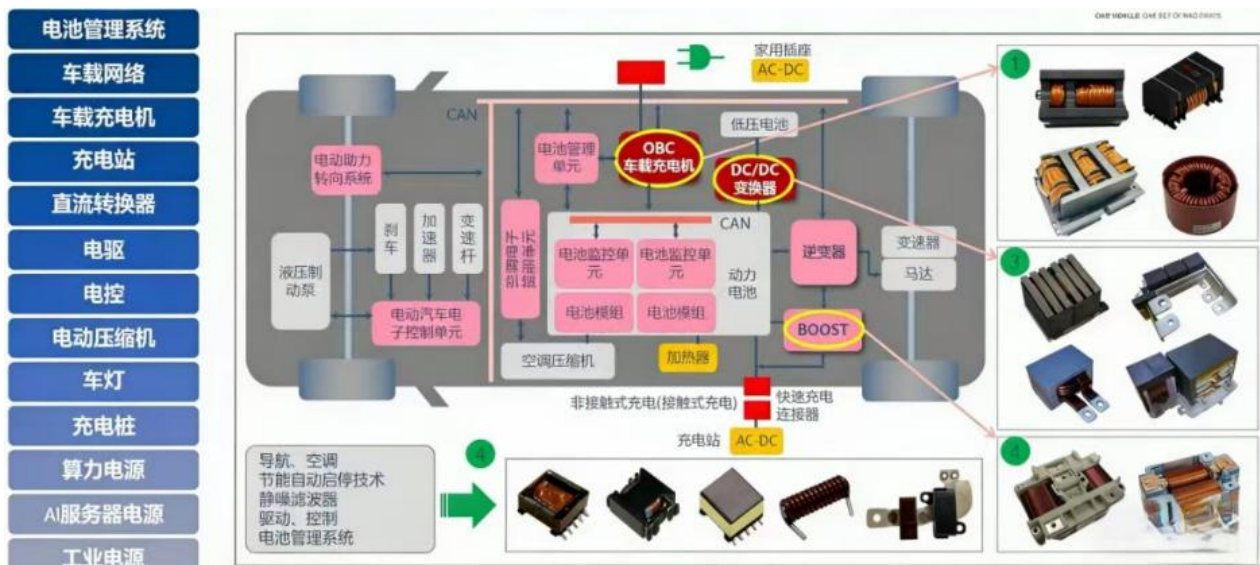 电池管理系统
车载网络
车载充电机
充电站
直流转换器
电驱
电控
电动压缩机
车灯
充电桩
算力电源
AI服务器电源
工业电源
ONE VEHICLE ONE SET OF MAG PARTS
家用插座
AC-DC
CAN
低压电池
电池管理
单元
OBC
车载充电机
DC/DC
变换器
电动助力
转向系统
刹车
加速器
变速杆
液压制
动泵
电动汽车电
子控制单元
CAN
电池监控单
元
电池监控单
元
电池模组
电池模组
动力
电池
逆变器
变速器
马达
BOOST
空调压缩机
加热器
非接触式充电(接触式充电)
快速充电
连接器
充电站
AC-DC
导航、空调
节能自动启停技术
静噪滤波器
驱动、控制
电池管理系统
4
1
3
4